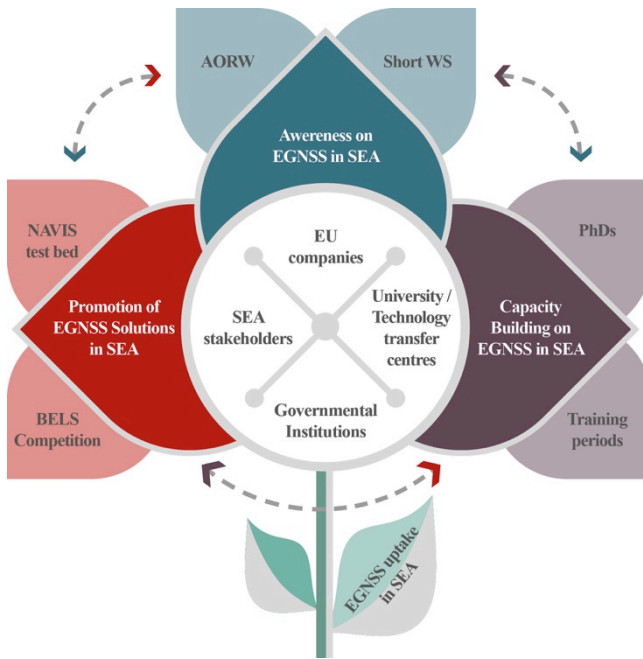 AORW
Short WS
Awereness on
EGNSS in SEA
NAVIS
test bed
PhDs
EU
companies
Promotion of
EGNSS Solutions
in SEA
SEA
stakeholders
University /
Technology
transfer
centres
Capacity
Building on
EGNSS in SEA
Governmental
Institutions
BELS
Competition
Training
periods
EGNSS uptake
in SEA